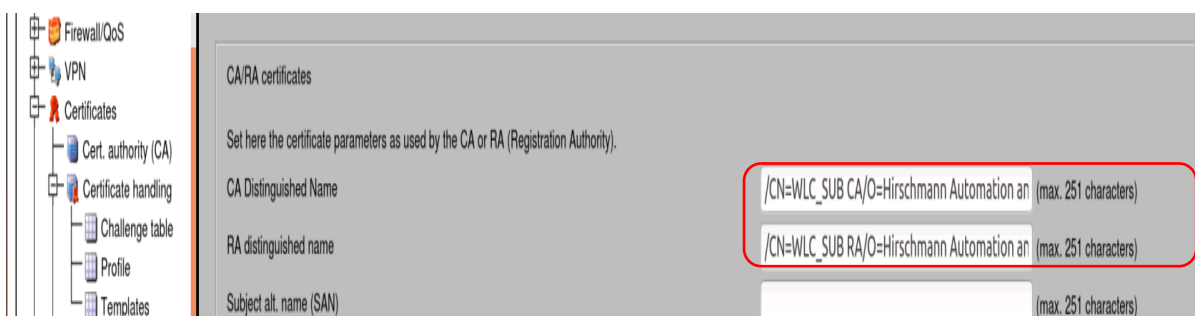 Firewall/QoS
VPN
Certificates
Cert. authority (CA)
Certificate handling
Challenge table
Profile
Templates
CA/RA certificates
Set here the certificate parameters as used by the CA or RA (Registration Authority).
CA Distinguished Name /CN=WLC_SUB CA/O=Hirschmann Automation an (max. 251 characters)
RA distinguished name /CN=WLC_SUB RA/O=Hirschmann Automation an (max. 251 characters)
Subject alt. name (SAN) (max. 251 characters)